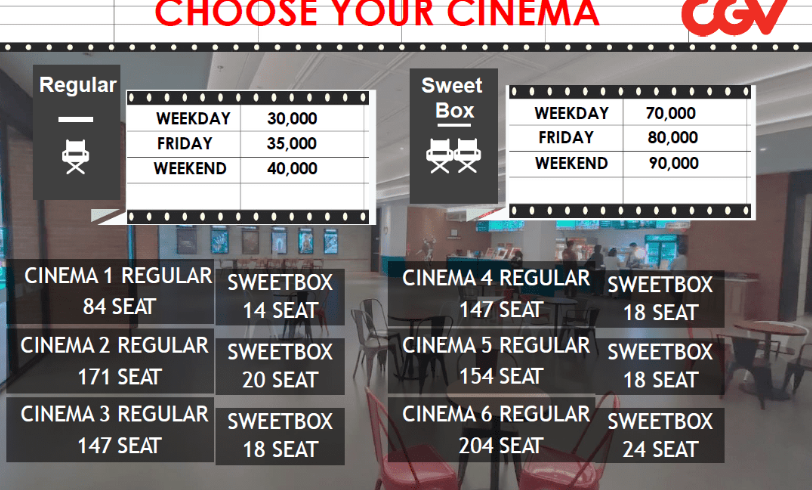 CHOOSE YOUR CINEMA
CGV
Regular
WEEKDAY 30,000
FRIDAY 35,000
WEEKEND 40,000
Sweet
Box
WEEKDAY 70,000
FRIDAY 80,000
WEEKEND 90,000
CINEMA 1 REGULAR
84 SEAT
SWEETBOX
14 SEAT
CINEMA 4 REGULAR
147 SEAT
SWEETBOX
18 SEAT
CINEMA 2 REGULAR
171 SEAT
SWEETBOX
20 SEAT
CINEMA 5 REGULAR
154 SEAT
SWEETBOX
18 SEAT
CINEMA 3 REGULAR
147 SEAT
SWEETBOX
18 SEAT
CINEMA 6 REGULAR
204 SEAT
SWEETBOX
24 SEAT